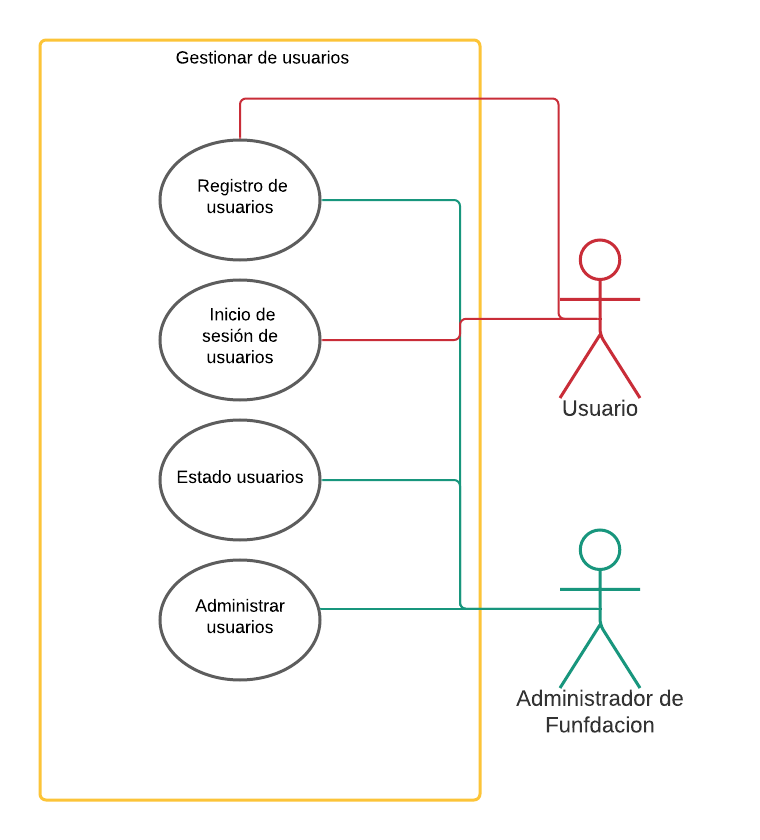 Gestionar de usuarios
Registro de
usuarios
Inicio de
sesión de
usuarios
Estado usuarios
Administrar
usuarios
Usuario
Administrador de
Funfdacion